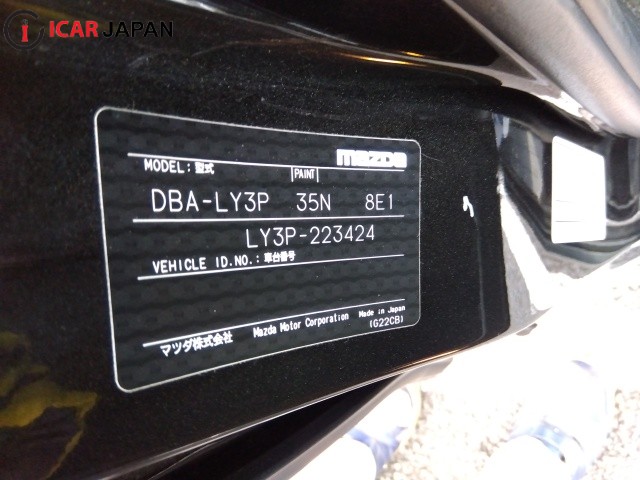 ICAR JAPAN
mazda
MODEL: 型式 PAINT
DBA-LY3P 35N 8E1
LY3P-223424
VEHICLE ID.NO.: 車台番号
Made in Japan
マツダ株式会社 Mazda Motor Corporation (G22CB)